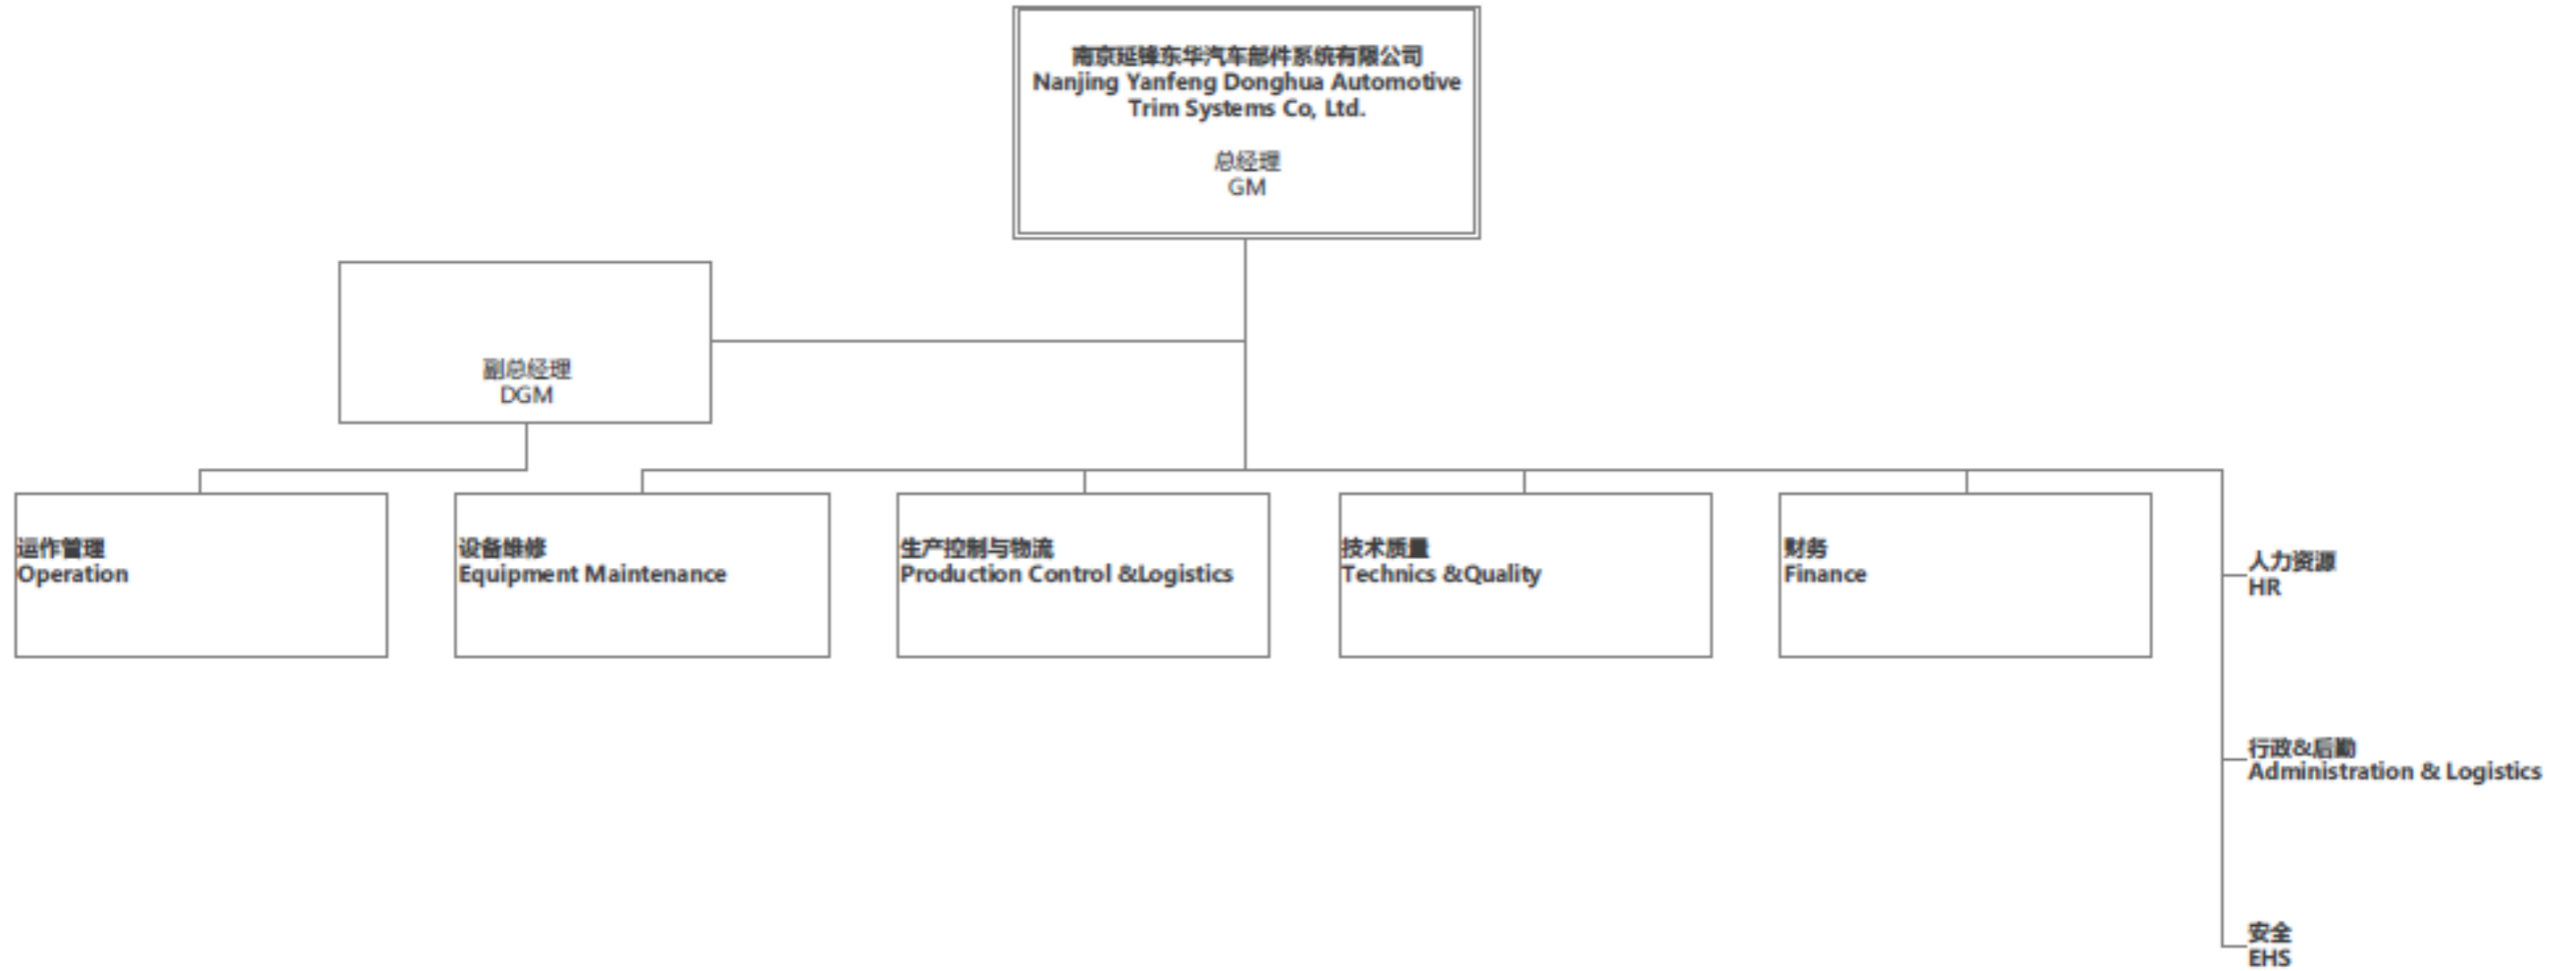 南京延锋东华汽车部件系统有限公司
Nanjing Yanfeng Donghua Automotive
Trim Systems Co, Ltd.
总经理
GM
副总经理
DGM
运作管理
Operation
设备维修
Equipment Maintenance
生产控制与物流
Production Control &Logistics
技术质量
Technics &Quality
财务
Finance
人力资源
HR
行政&后勤
Administration & Logistics
安全
EHS